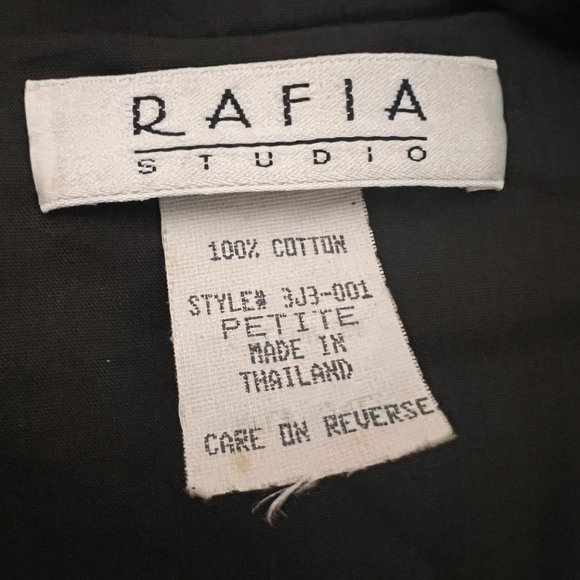 RAFIA
STUDIO
100% COTTON
STYLE# 3J3-001
PETITE
MADE IN
THAILAND
CARE ON REVERSE